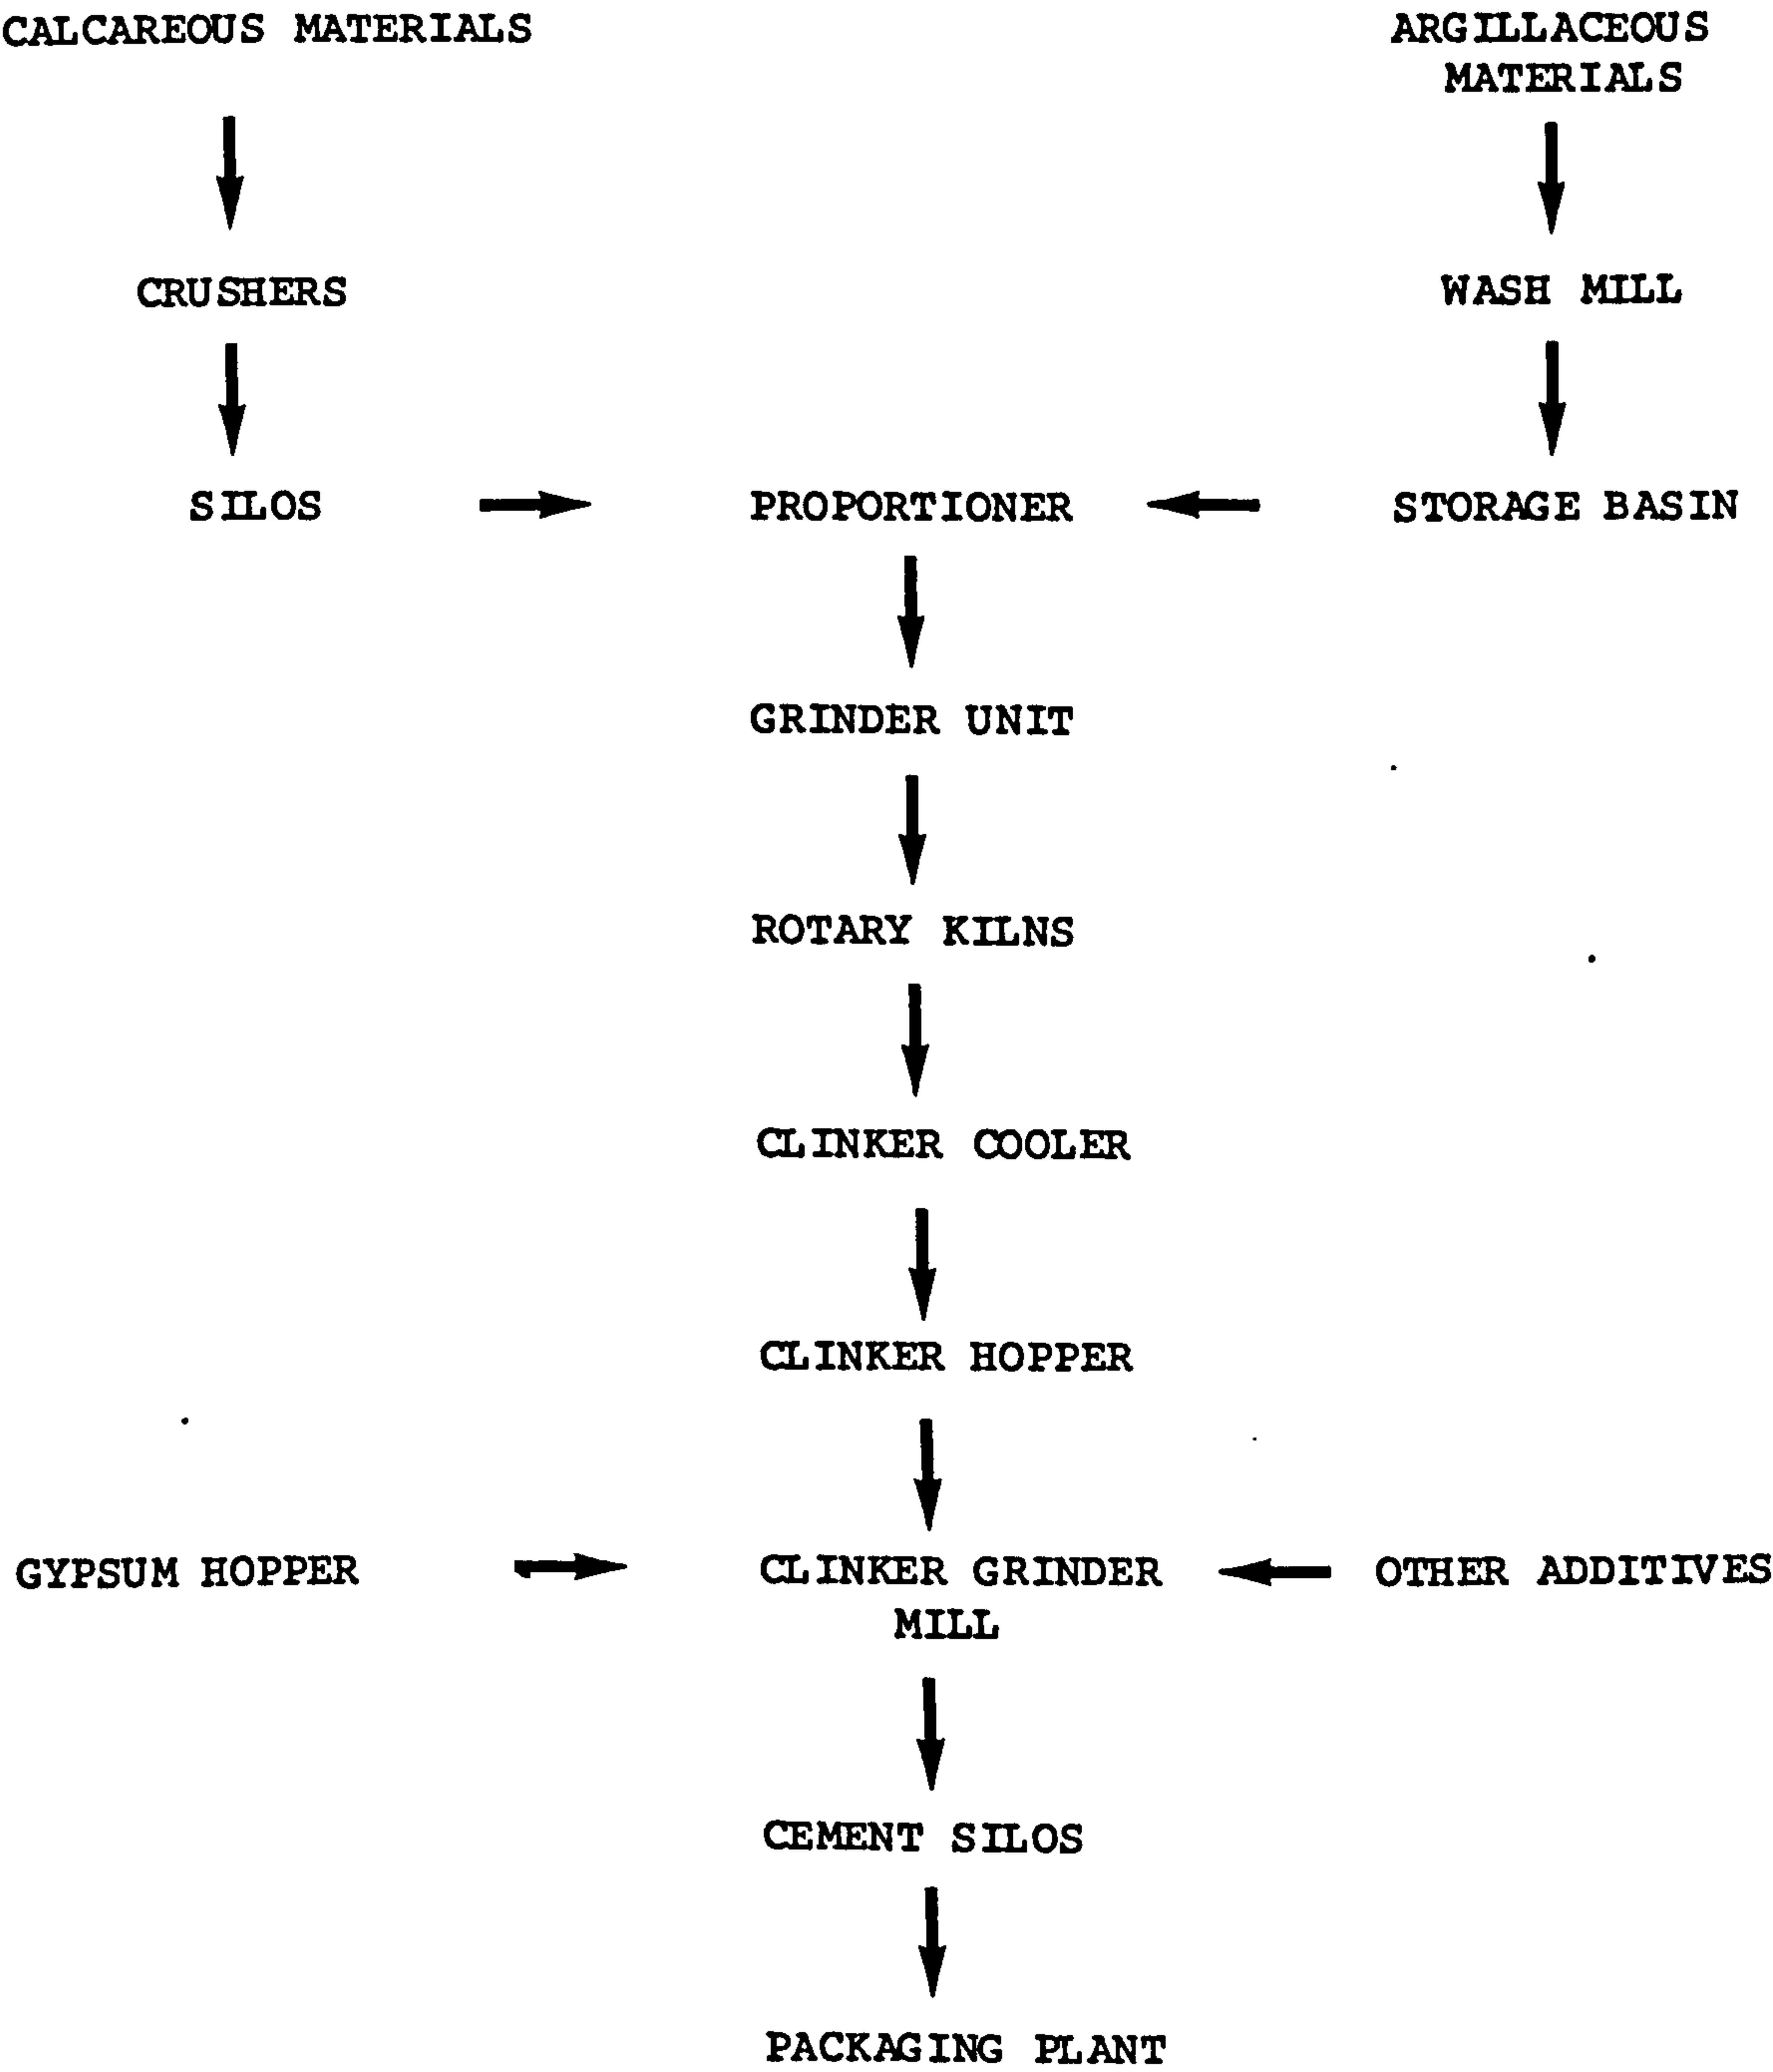 CALCAREOUS MATERIALS
ARGILLACEOUS
MATERIALS
CRUSHERS
WASH MILL
SILOS
PROPORTIONER
STORAGE BASIN
GRINDER UNIT
ROTARY KILNS
CLINKER COOLER
CLINKER HOPPER
GYPSUM HOPPER
CLINKER GRINDER
MILL
OTHER ADDITIVES
CEMENT SILOS
PACKAGING PLANT